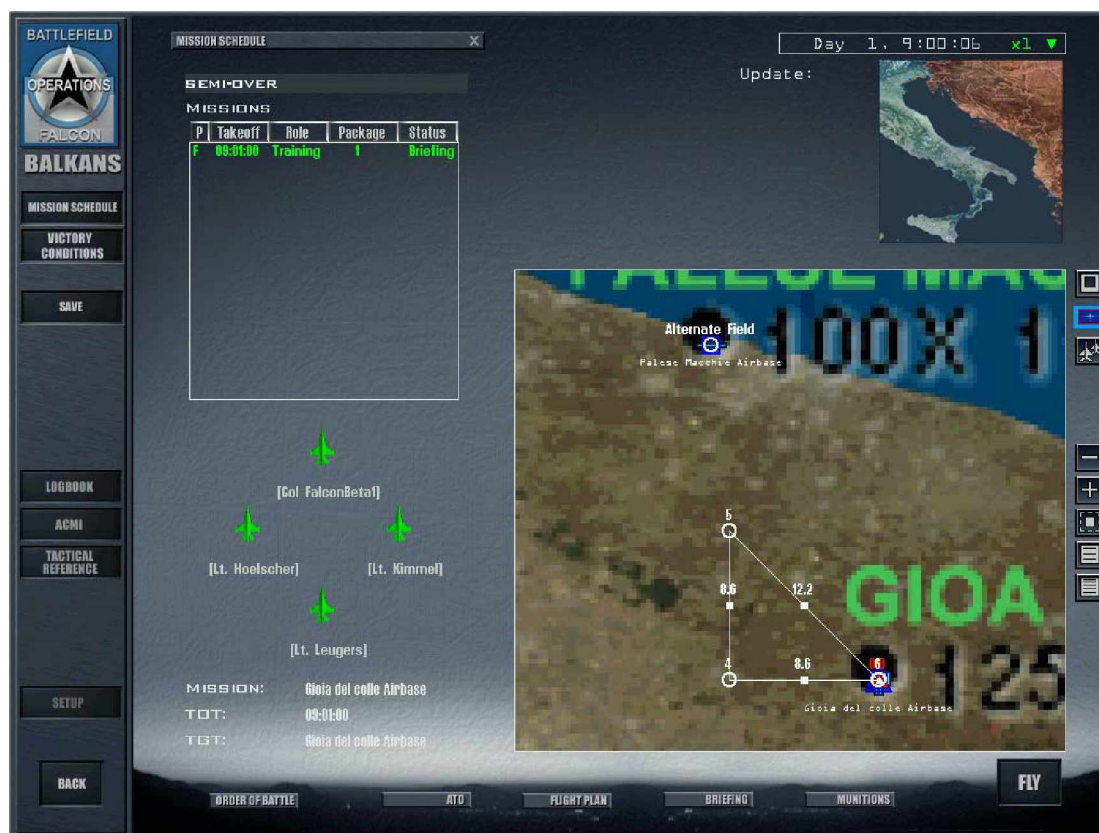 BATTLEFIELD
OPERATIONS
FALCON
BALKANS
MISSION SCHEDULE
VICTORY
CONDITIONS
SAVE
LOGBOOK
ACMI
TACTICAL
REFERENCE
SETUP
BACK
MISSION SCHEDULE X
SEMI-OVER
MISSIONS
P Takeoff Role Package Status
F 09:01:00 Training 1 Briefing
[Col FalconBeta1]
[Lt. Hoelscher] [Lt. Kimmel]
[Lt. Leugers]
MISSION: Gioia del colle Airbase
TOT: 09:01:00
TGT: Gioia del colle Airbase
Day 1, 9:00:06 x1
Update:
PALESE MAC
Alternate Field
100X 1
Palese Macchie Airbase
5
8.6 12.2
GIOA
4 8.6 6
125
Gioia del colle Airbase
FLY
ORDER OF BATTLE ATO FLIGHT PLAN BRIEFING MUNITIONS